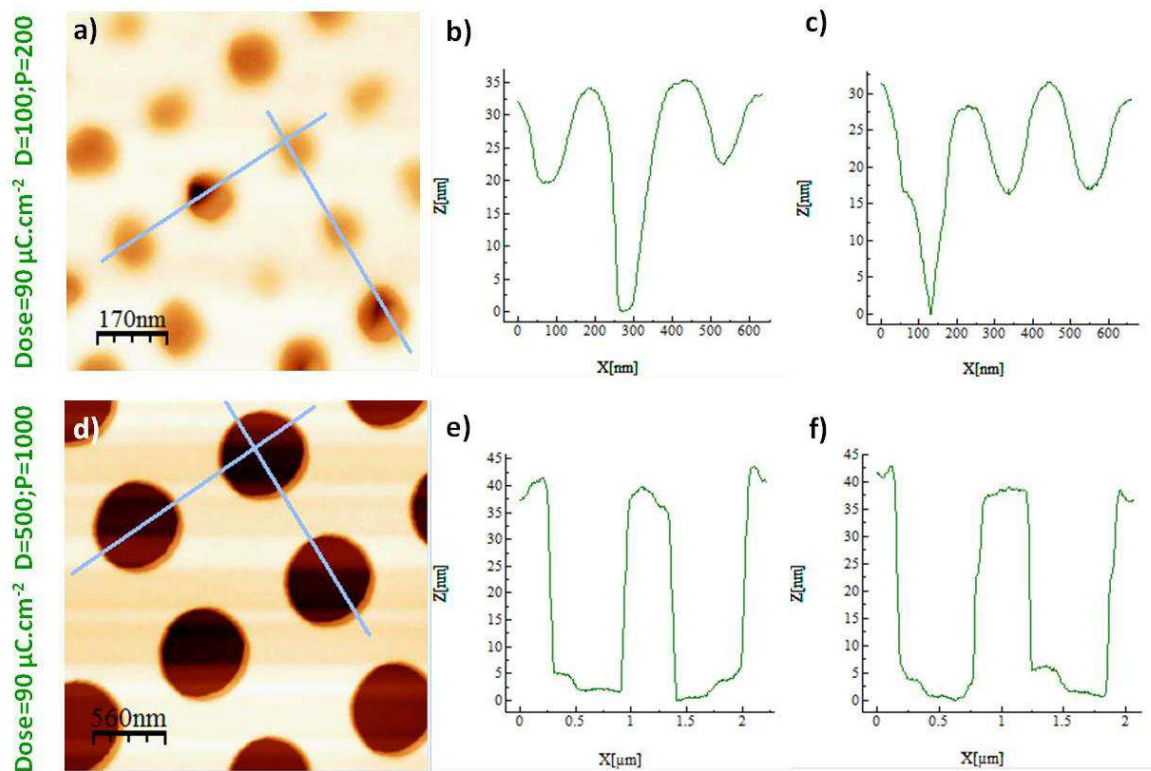 Dose=90 µC.cm⁻² D=100;P=200
a)
170nm
b)
Z[nm]
35
30
25
20
15
10
5
0
0 100 200 300 400 500 600
X[nm]
c)
Z[nm]
30
25
20
15
10
5
0
0 100 200 300 400 500 600
X[nm]
Dose=90 µC.cm⁻² D=500;P=1000
d)
560nm
e)
Z[nm]
45
40
35
30
25
20
15
10
5
0
0 0.5 1 1.5 2
X[µm]
f)
Z[nm]
45
40
35
30
25
20
15
10
5
0
0 0.5 1 1.5 2
X[µm]